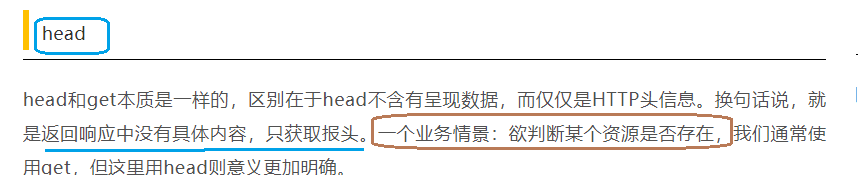 head
head和get本质是一样的，区别在于head不含有呈现数据，而仅仅是HTTP头信息。换句话说，就
是返回响应中没有具体内容，只获取报头。一个业务情景：欲判断某个资源是否存在，我们通常使
用get，但这里用head则意义更加明确。